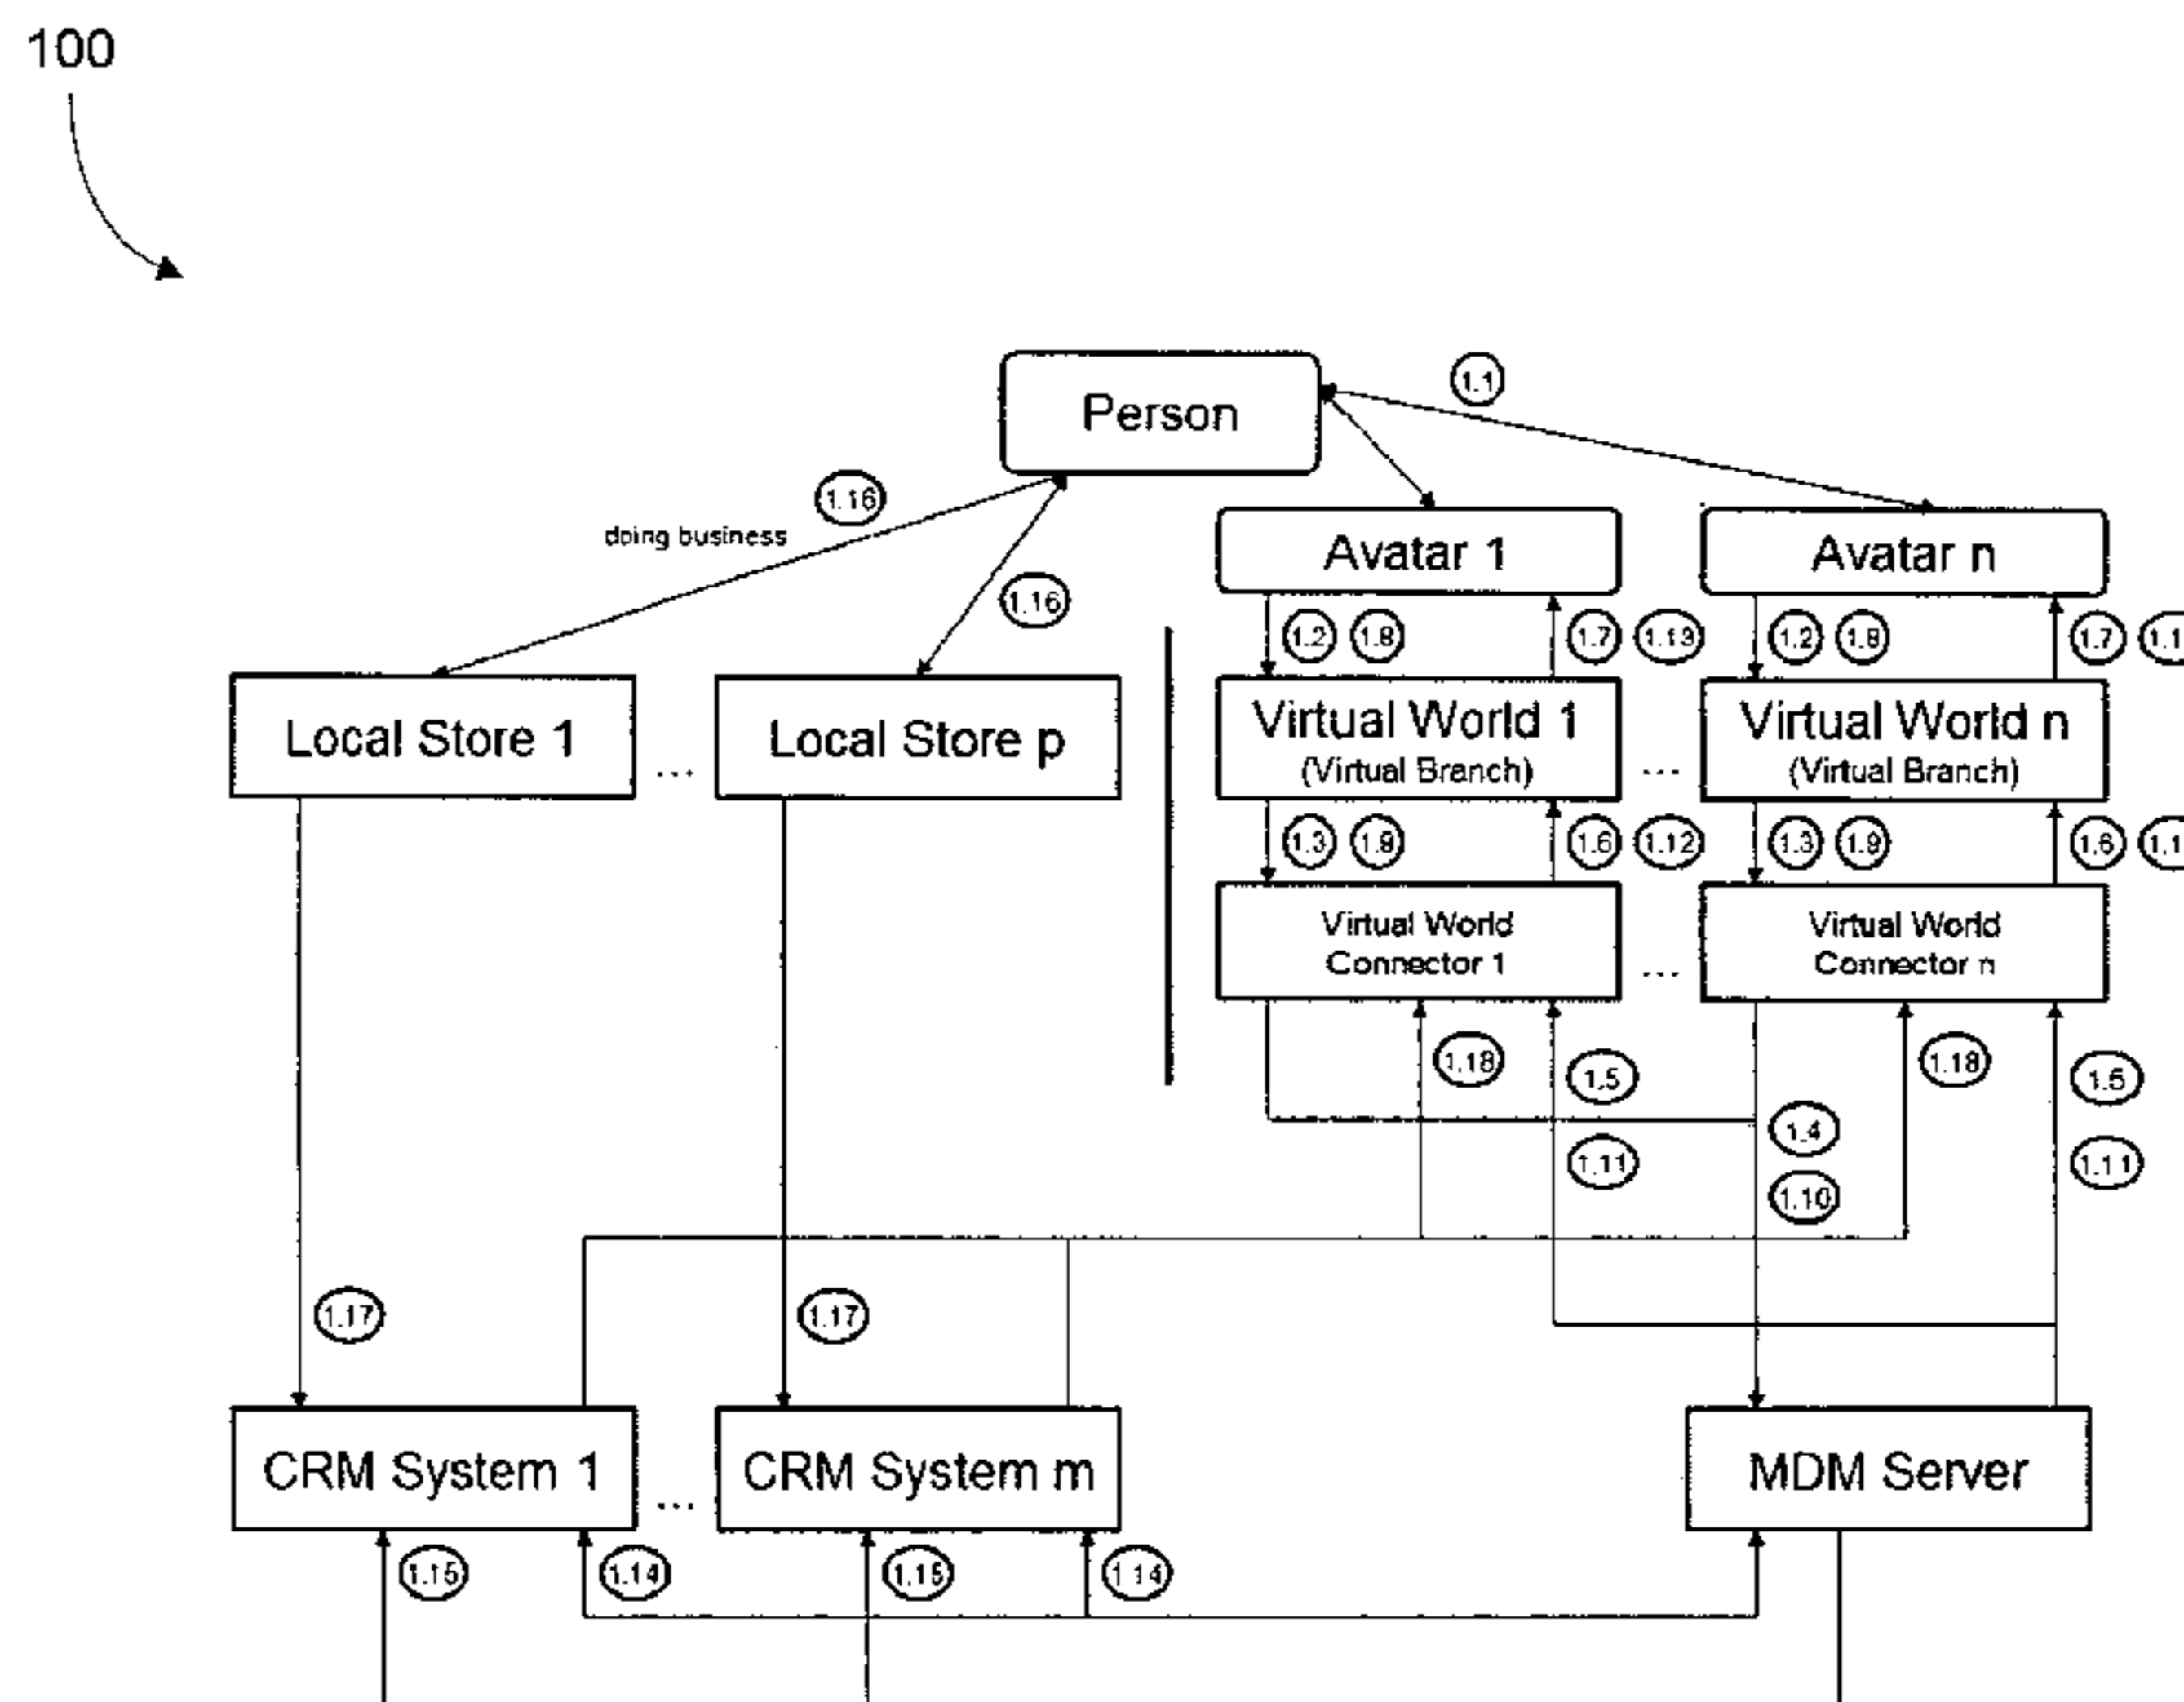 100
Person
1.1
1.16
doing business
1.16
Avatar 1
Avatar n
1.2 1.8
1.7 1.13
1.2 1.8
1.7
Local Store 1
...
Local Store p
Virtual World 1
(Virtual Branch)
...
Virtual World n
(Virtual Branch)
1.3 1.9
1.6 1.12
1.3 1.9
1.6
Virtual World
Connector 1
...
Virtual World
Connector n
1.18
1.5
1.18
1.5
1.4
1.11
1.11
1.10
1.17
1.17
CRM System 1
...
CRM System m
MDM Server
1.15
1.14
1.15
1.14